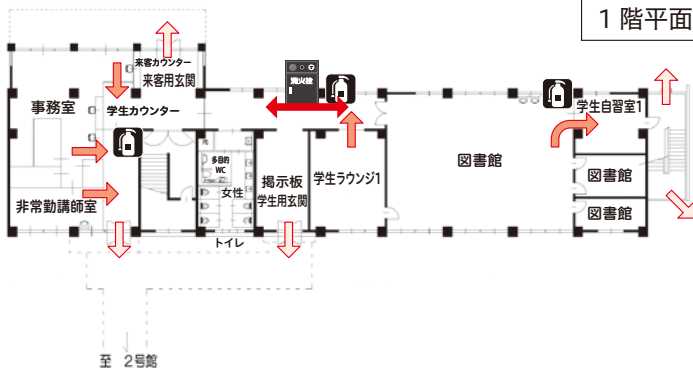 1階平面
来客カウンター
来客用玄関
消火栓
事務室
学生カウンター
学生自習室1
多目的
WC
女性
掲示板
学生用玄関
学生ラウンジ1
図書館
図書館
非常勤講師室
図書館
トイレ
至 2号館